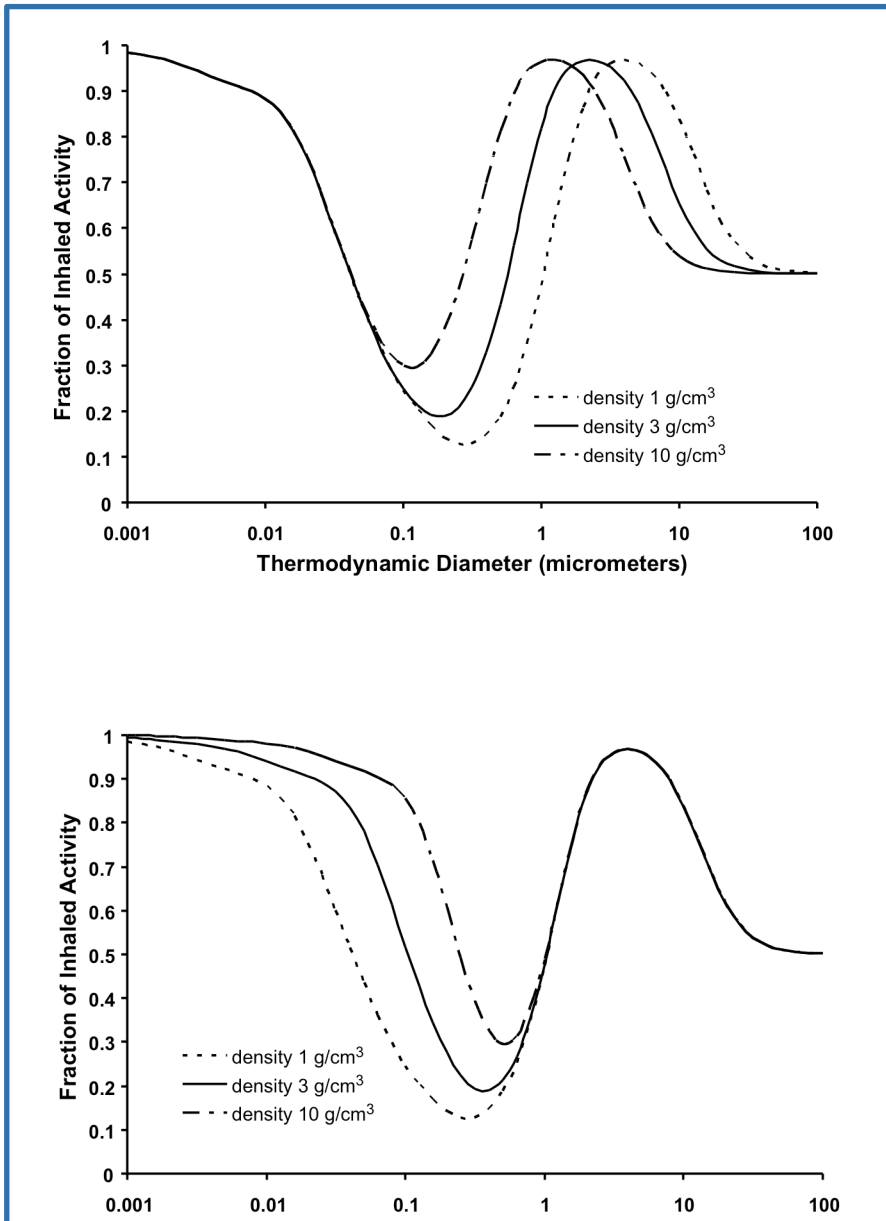 Fraction of Inhaled Activity
1
0.9
0.8
0.7
0.6
0.5
0.4
0.3
0.2
0.1
0
density 1 g/cm³
density 3 g/cm³
density 10 g/cm³
0.001 0.01 0.1 1 10 100
Thermodynamic Diameter (micrometers)
Fraction of Inhaled Activity
1
0.9
0.8
0.7
0.6
0.5
0.4
0.3
0.2
0.1
0
density 1 g/cm³
density 3 g/cm³
density 10 g/cm³
0.001 0.01 0.1 1 10 100